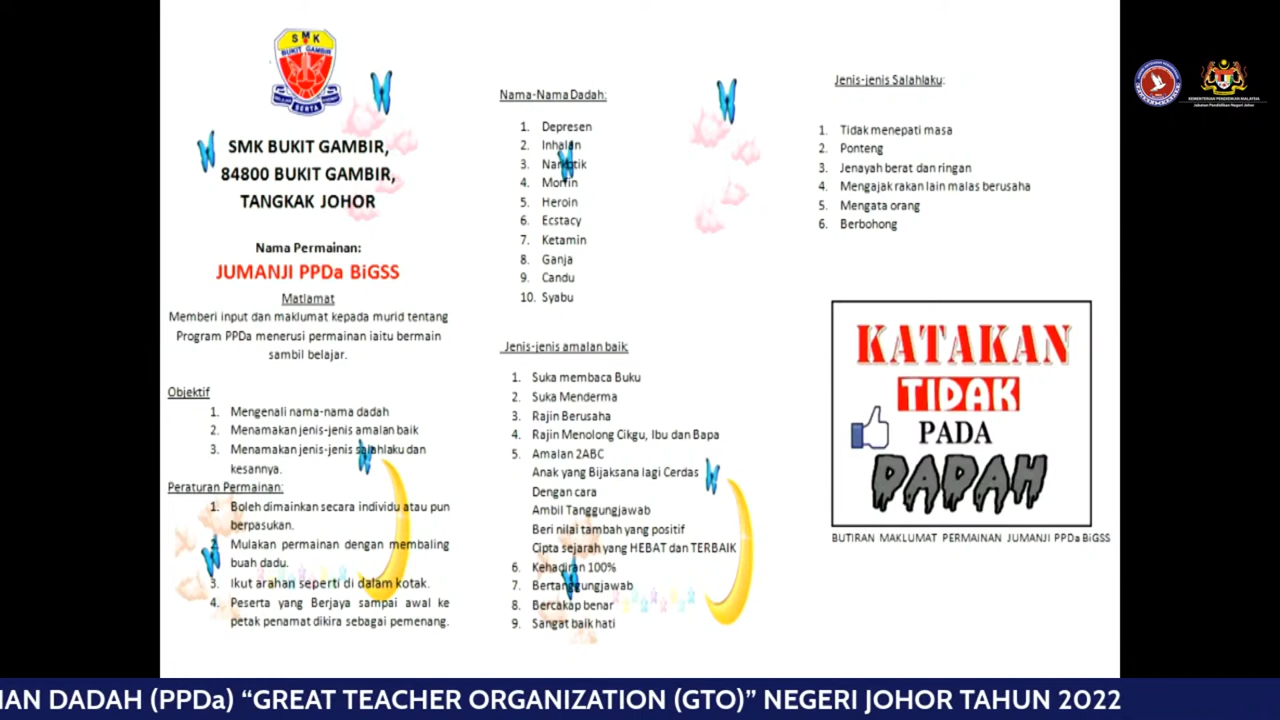 SMK
BUKIT GAMBIR
BERTA
SMK BUKIT GAMBIR,
84800 BUKIT GAMBIR,
TANGKAK JOHOR
Nama Permainan:
JUMANJI PPDa BiGSS
Matlamat
Memberi input dan maklumat kepada murid tentang
Program PPDa menerusi permainan iaitu bermain
sambil belajar.
Objektif
1. Mengenali nama-nama dadah
2. Menamakan jenis-jenis amalan baik
3. Menamakan jenis-jenis salahlaku dan
kesannya.
Peraturan Permainan:
1. Boleh dimainkan secara individu atau pun
berpasukan.
2. Mulakan permainan dengan membaling
buah dadu.
3. Ikut arahan seperti di dalam kotak.
4. Peserta yang Berjaya sampai awal ke
petak penamat dikira sebagai pemenang.
Nama-Nama Dadah:
1. Depresen
2. Inhalan
3. Narkotik
4. Morfin
5. Heroin
6. Ecstacy
7. Ketamin
8. Ganja
9. Candu
10. Syabu
Jenis-jenis amalan baik:
1. Suka membaca Buku
2. Suka Menderma
3. Rajin Berusaha
4. Rajin Menolong Cikgu, Ibu dan Bapa
5. Amalan 2ABC
Anak yang Bijaksana lagi Cerdas
Dengan cara
Ambil Tanggungjawab
Beri nilai tambah yang positif
Cipta sejarah yang HEBAT dan TERBAIK
6. Kehadiran 100%
7. Bertanggungjawab
8. Bercakap benar
9. Sangat baik hati
Jenis-jenis Salahlaku:
1. Tidak menepati masa
2. Ponteng
3. Jenayah berat dan ringan
4. Mengajak rakan lain malas berusaha
5. Mengata orang
6. Berbohong
KATAKAN
TIDAK
PADA
DADAH
BUTIRAN MAKLUMAT PERMAINAN JUMANJI PPDa BiGSS
KEMENTERIAN PENDIDIKAN MALAYSIA
Jabatan Pendidikan Negeri Johor
IAN DADAH (PPDa) “GREAT TEACHER ORGANIZATION (GTO)” NEGERI JOHOR TAHUN 2022